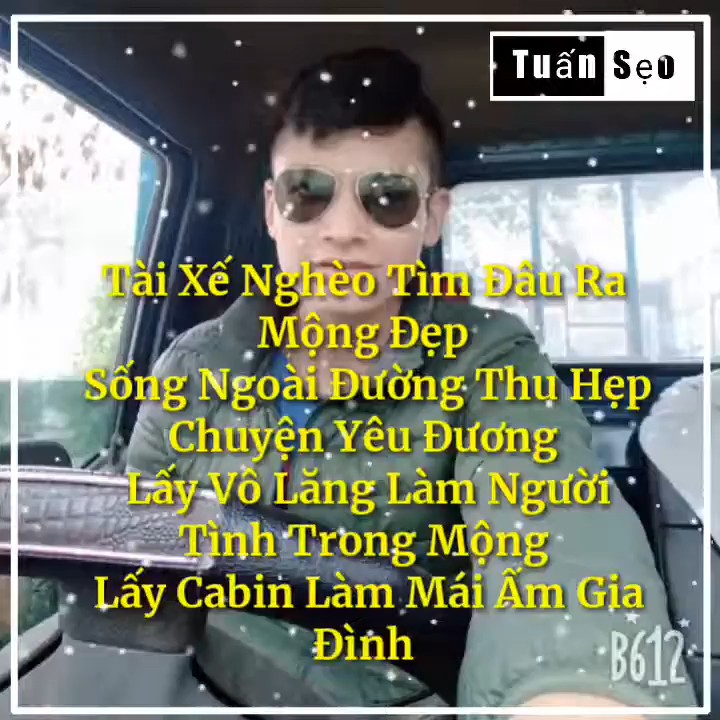 Tuấn Sẹo
Tài Xế Nghèo Tìm Đâu Ra
Mộng Đẹp
Sống Ngoài Đường Thu Hẹp
Chuyện Yêu Đương
Lấy Vô Lăng Làm Người
Tình Trong Mộng
Lấy Cabin Làm Mái Ấm Gia
Đình
B612